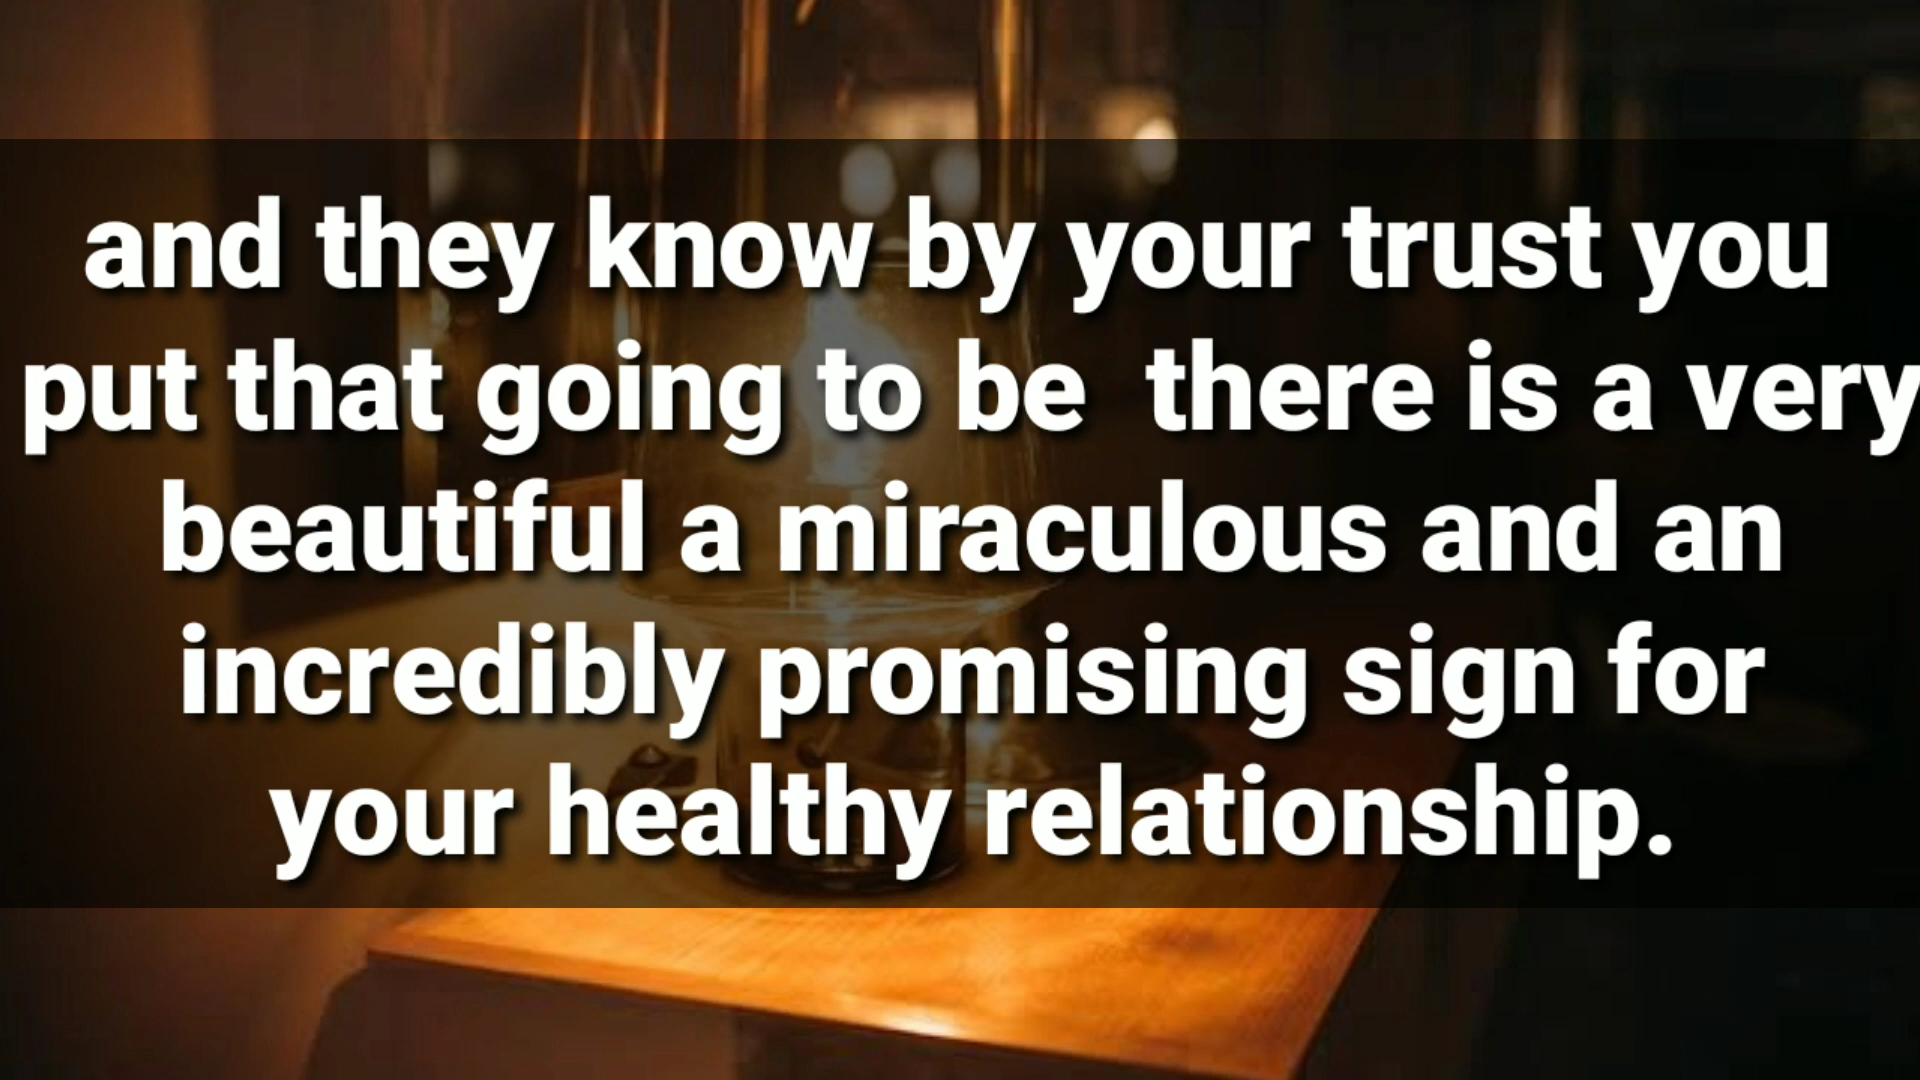 and they know by your trust you
put that going to be  there is a very
beautiful a miraculous and an
incredibly promising sign for
your healthy relationship.